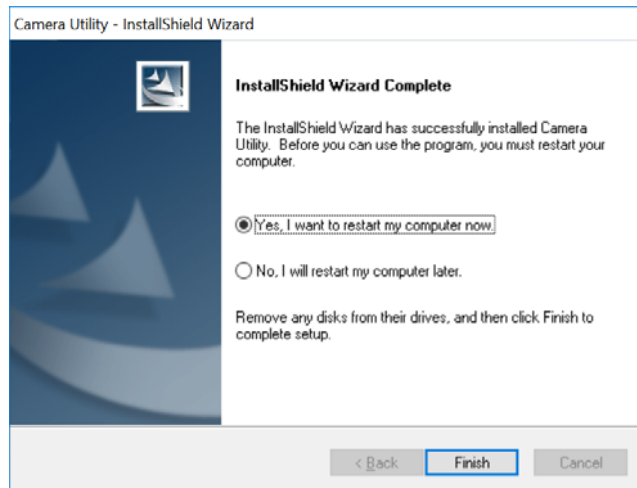 Camera Utility - InstallShield Wizard
InstallShield Wizard Complete
The InstallShield Wizard has successfully installed Camera
Utility. Before you can use the program, you must restart your
computer.
Yes, I want to restart my computer now.
No, I will restart my computer later.
Remove any disks from their drives, and then click Finish to
complete setup.
< Back Finish Cancel